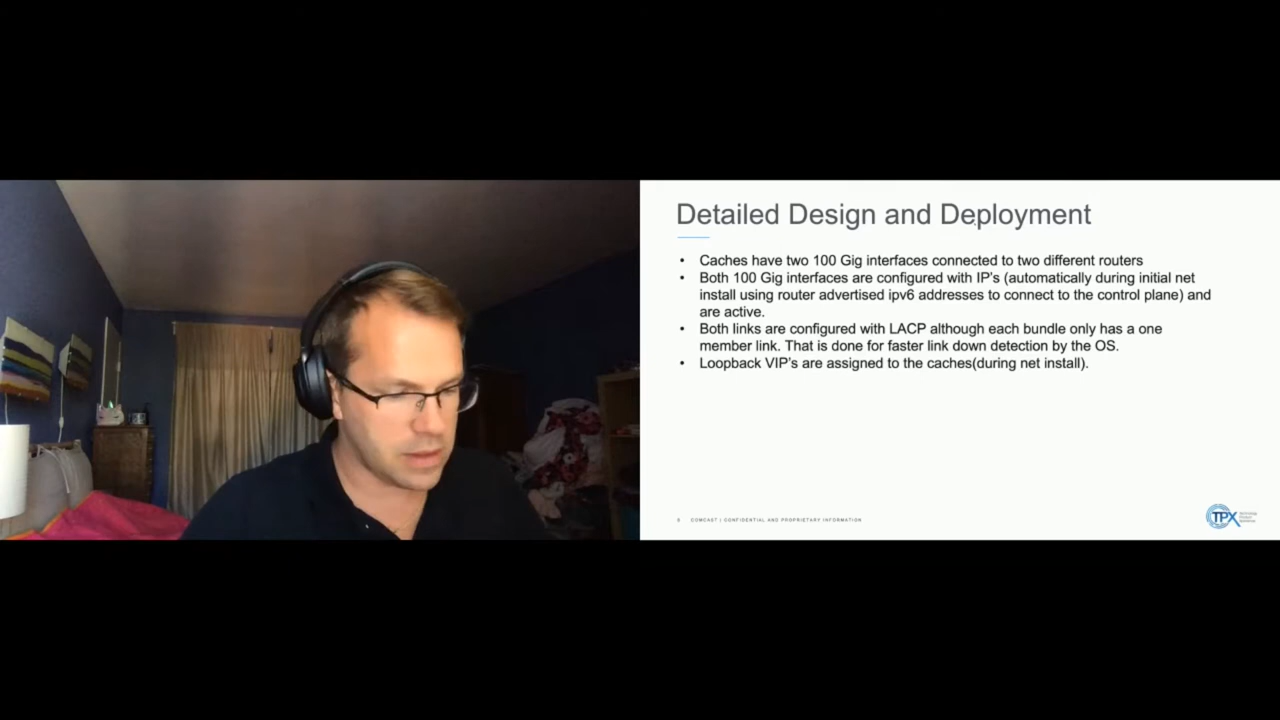 Detailed Design and Deployment
• Caches have two 100 Gig interfaces connected to two different routers
• Both 100 Gig interfaces are configured with IP's (automatically during initial net
install using router advertised ipv6 addresses to connect to the control plane) and
are active.
• Both links are configured with LACP although each bundle only has a one
member link. That is done for faster link down detection by the OS.
• Loopback VIP's are assigned to the caches(during net install).
COMCAST | CONFIDENTIAL AND PROPRIETARY INFORMATION
TPX